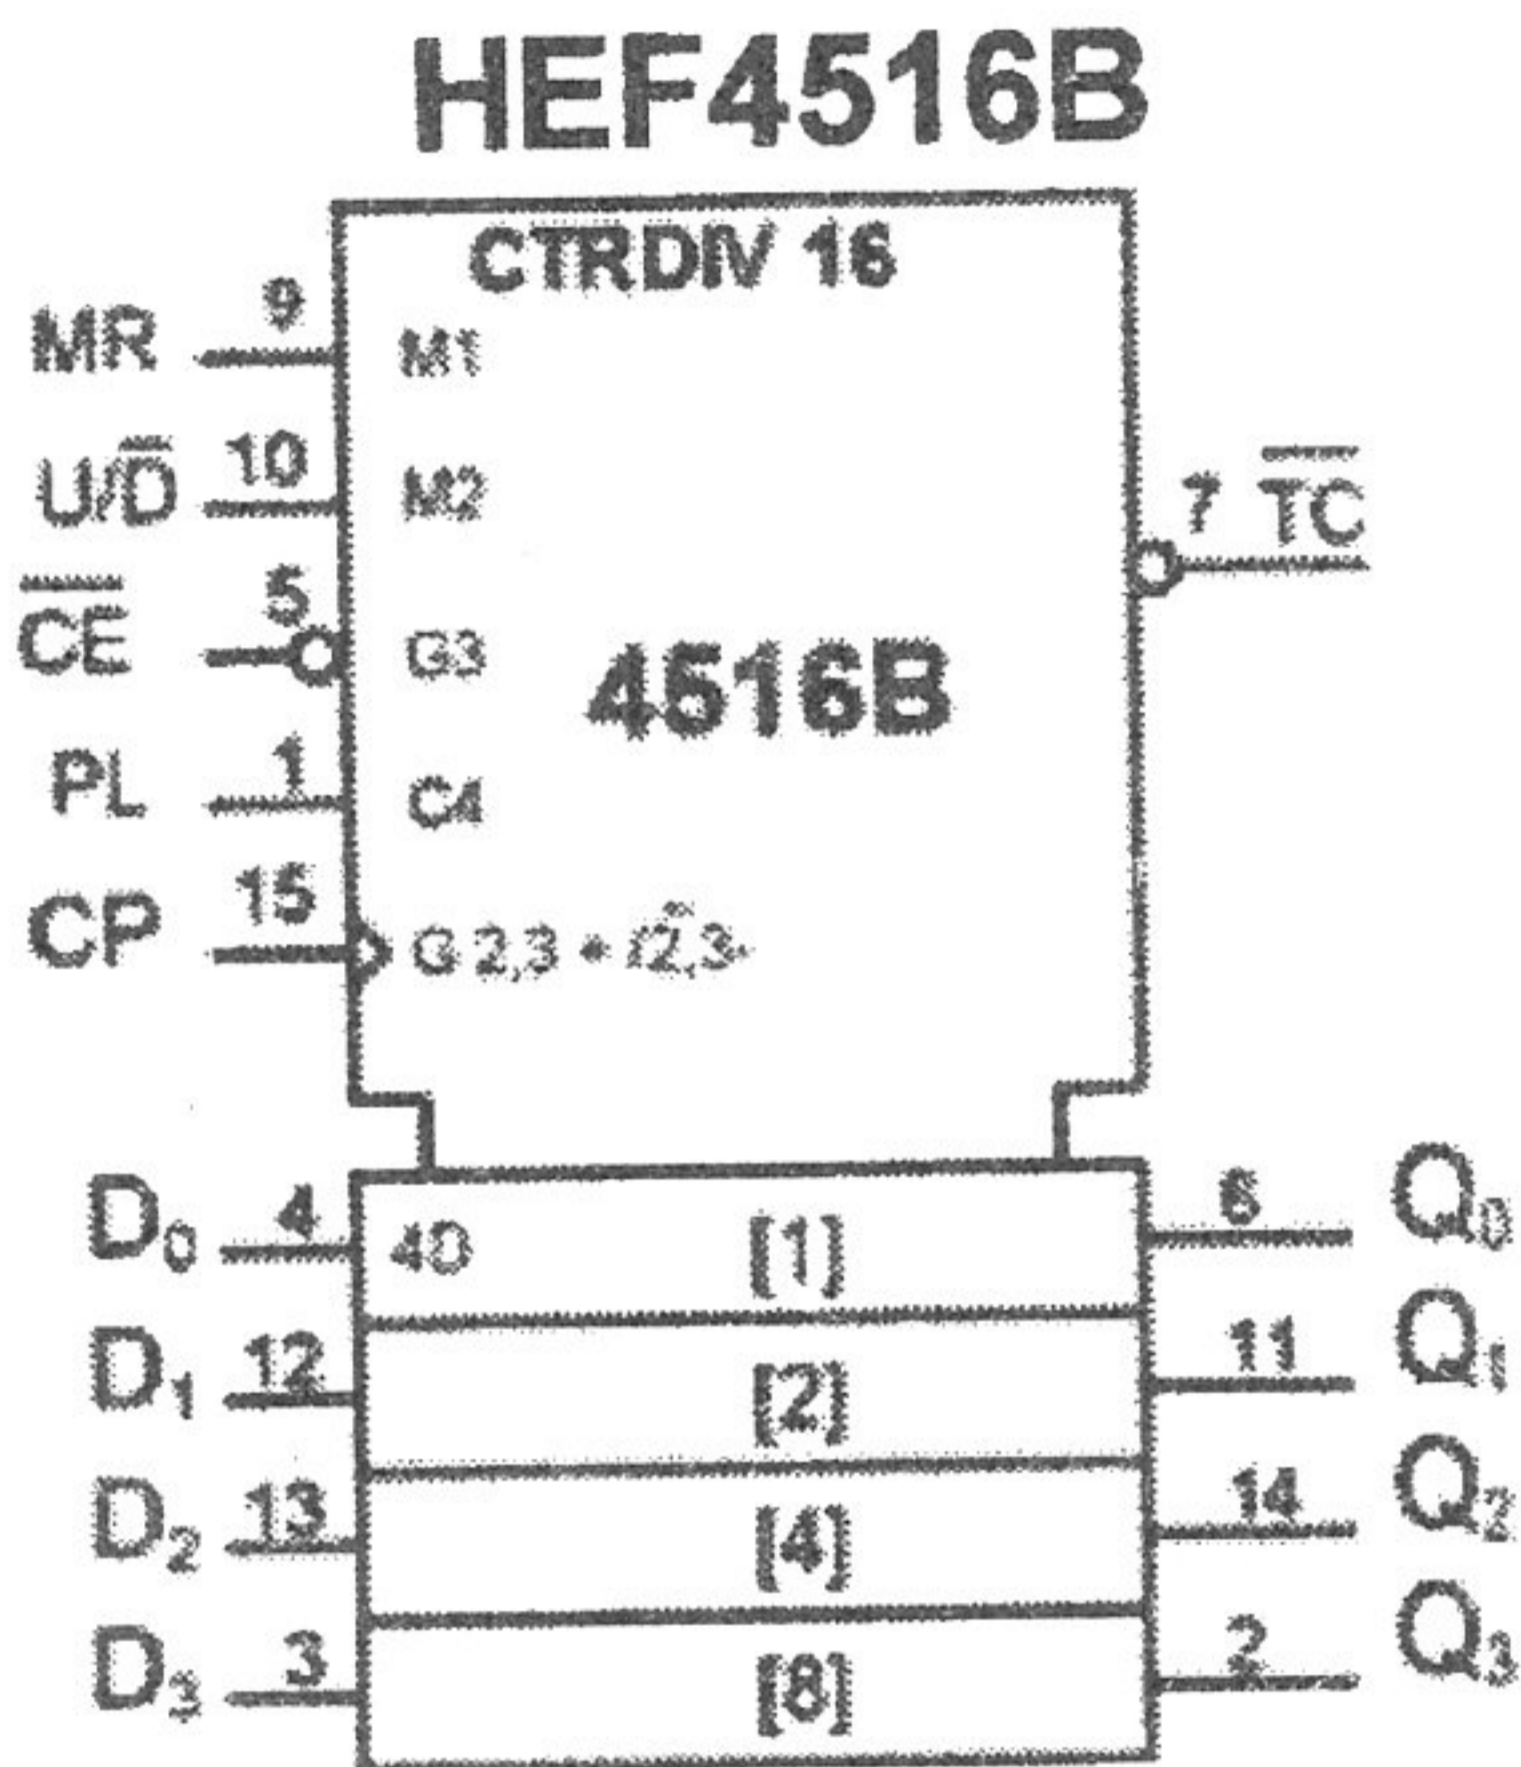 HEF4516B
CTRDIV 16
MR 9 M1
U/D̅ 10 M2
7 T̅C̅
C̅E̅ 5 G3
4516B
PL 1 C4
CP 15 G 2,3 •
D₀ 4 4D [1] 6 Q₀
D₁ 12 [2] 11 Q₁
D₂ 13 [4] 14 Q₂
D₃ 3 [8] 2 Q₃